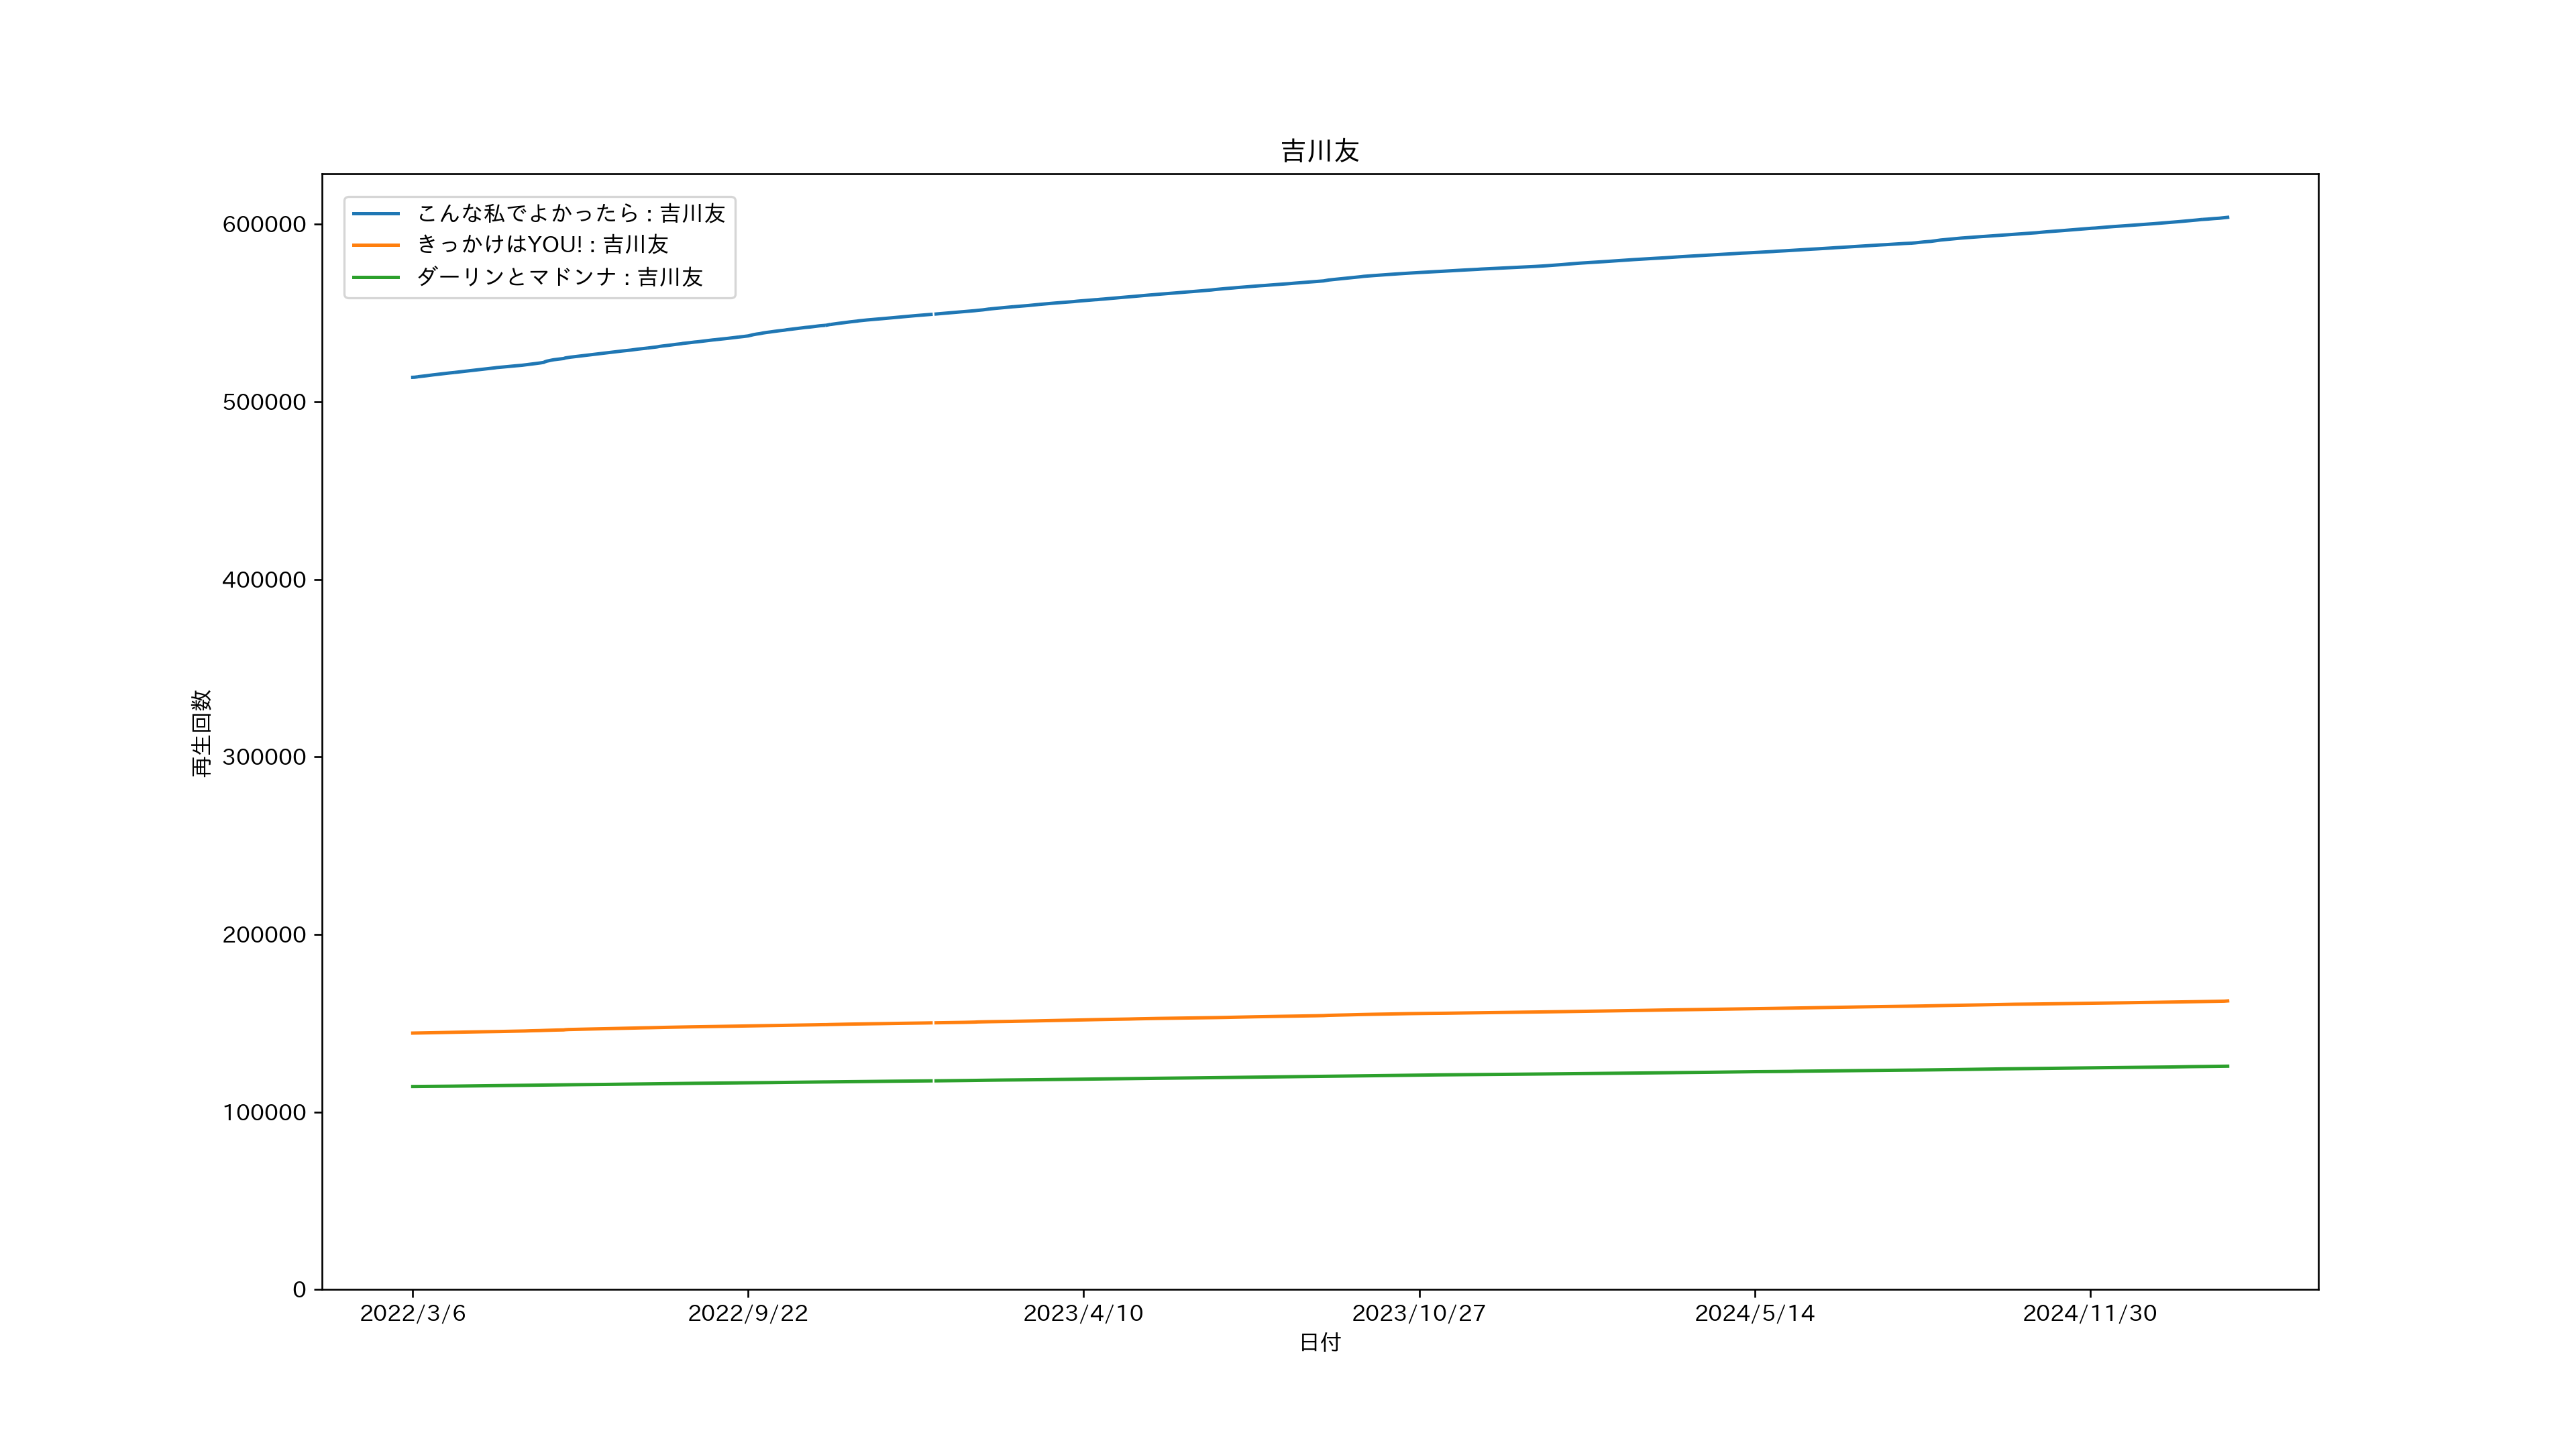 吉川友
こんな私でよかったら : 吉川友
きっかけはYOU! : 吉川友
ダーリンとマドンナ : 吉川友
600000
500000
400000
300000
200000
100000
0
再生回数
2022/3/6
2022/9/22
2023/4/10
2023/10/27
2024/5/14
2024/11/30
日付